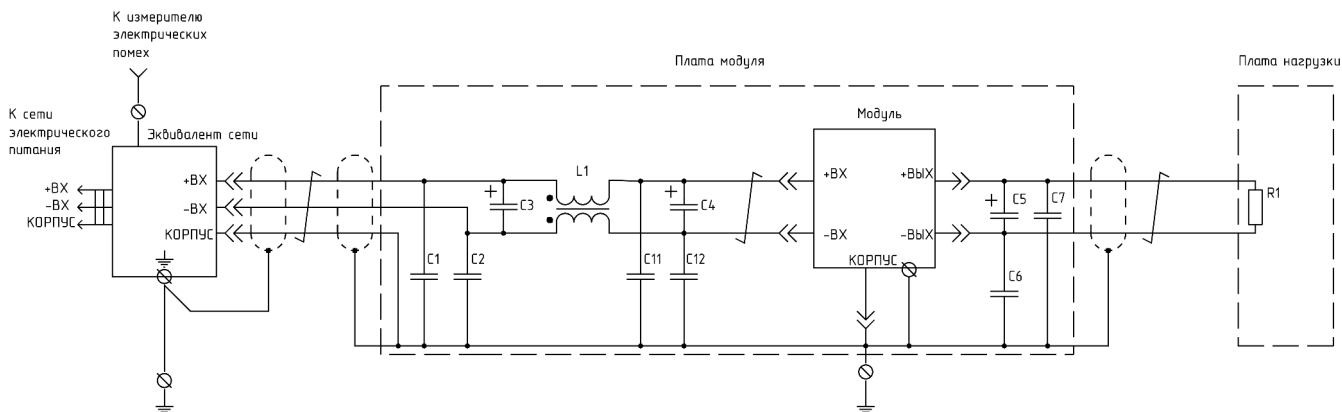 К измерителю
электрических
помех
Плата модуля
Плата нагрузки
К сети
электрического
питания
Эквивалент сети
Модуль
+ВХ
−ВХ
КОРПУС
+ВХ
−ВХ
КОРПУС
+
C3
L1
+
C4
+ВХ
−ВХ
КОРПУС
+ВЫХ
−ВЫХ
+
C5
C7
R1
C1
C2
C11
C12
C6